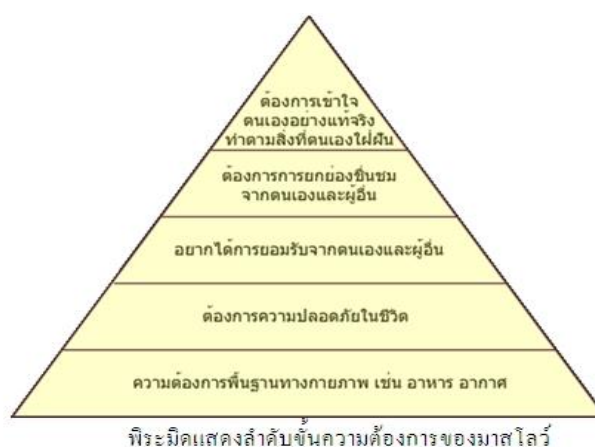 ต้องการเข้าใจ
ตนเองอย่างแท้จริง
ทำตามสิ่งที่ตนเองใฝ่ฝัน
ต้องการการยกย่องชื่นชม
จากตนเองและผู้อื่น
อยากได้การยอมรับจากตนเองและผู้อื่น
ต้องการความปลอดภัยในชีวิต
ความต้องการพื้นฐานทางกายภาพ เช่น อาหาร อากาศ
พิระมิดแสดงลำดับขั้นความต้องการของมาสโลว์